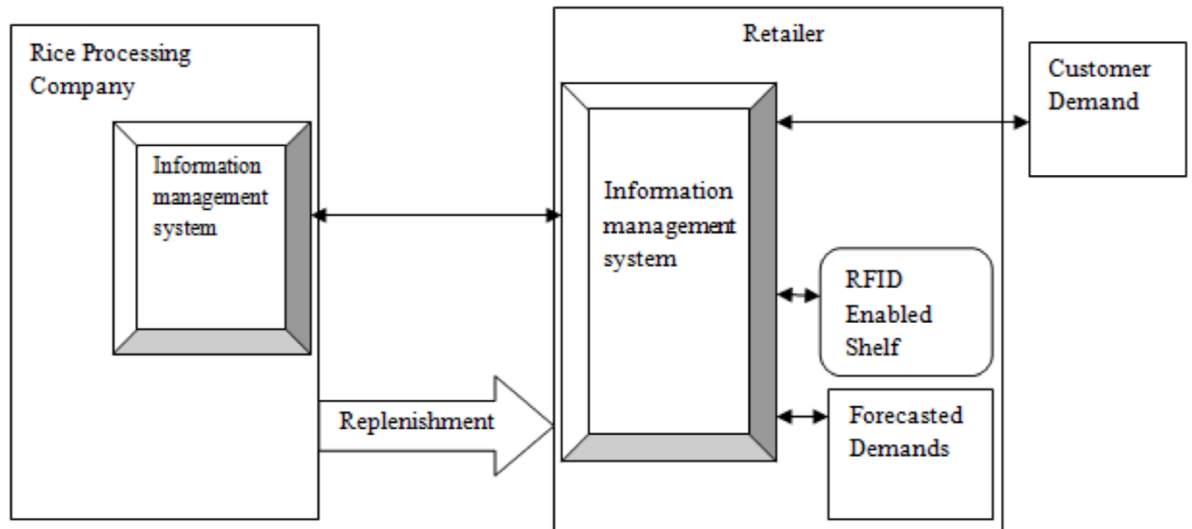 Rice Processing
Company
Information
management
system
Replenishment
Retailer
Information
management
system
RFID
Enabled
Shelf
Forecasted
Demands
Customer
Demand